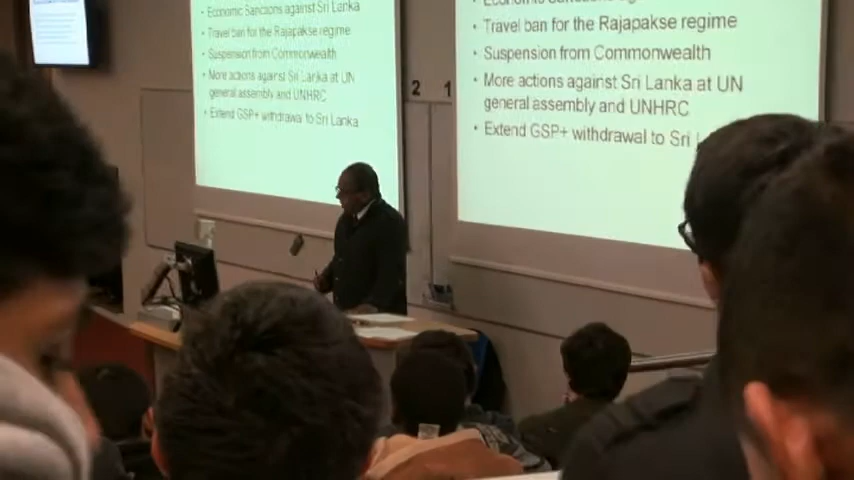 • Economic Sanctions against Sri Lanka
• Travel ban for the Rajapakse regime
• Suspension from Commonwealth
• More actions against Sri Lanka at UN
general assembly and UNHRC
• Extend GSP+ withdrawal to Sri Lanka
2 1
• Travel ban for the Rajapakse regime
• Suspension from Commonwealth
• More actions against Sri Lanka at UN
general assembly and UNHRC
• Extend GSP+ withdrawal to Sri